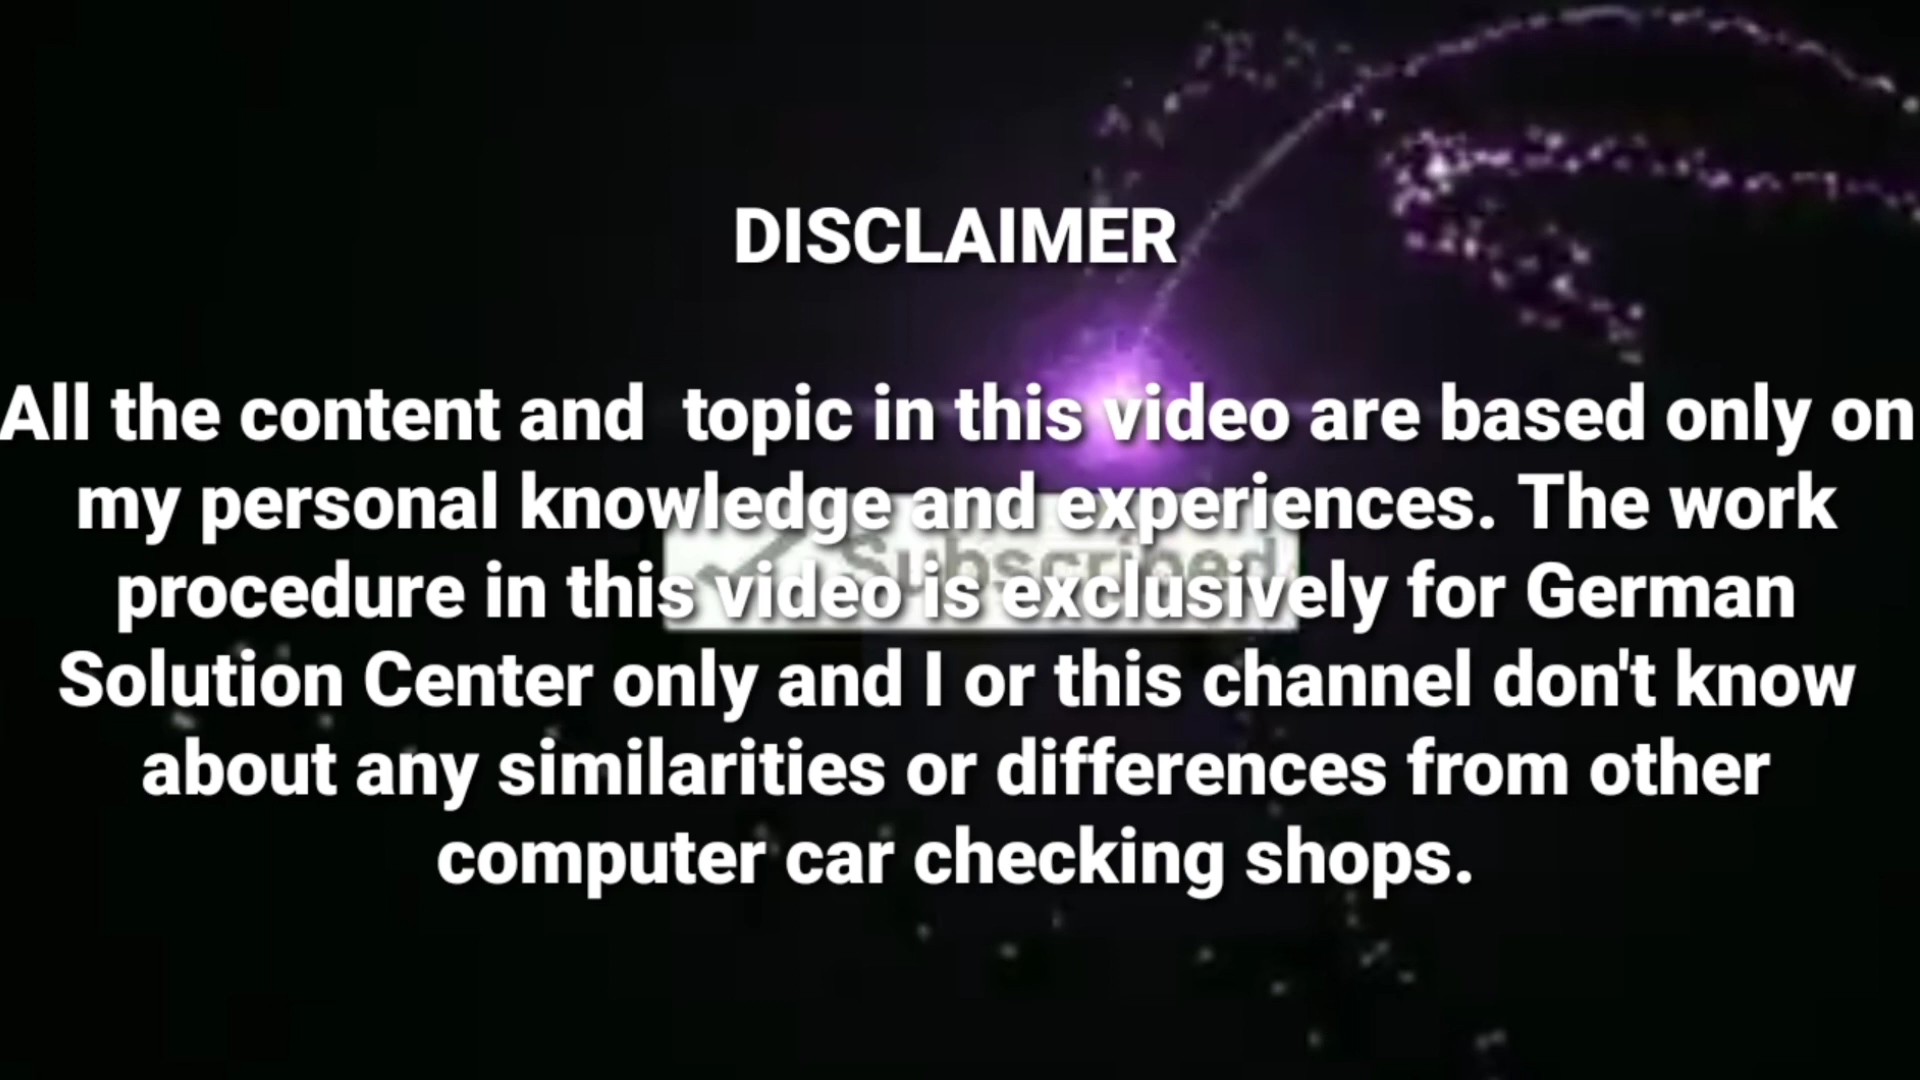 DISCLAIMER
All the content and topic in this video are based only on
my personal knowledge and experiences. The work
procedure in this video is exclusively for German
Solution Center only and I or this channel don't know
about any similarities or differences from other
computer car checking shops.
Subscribed